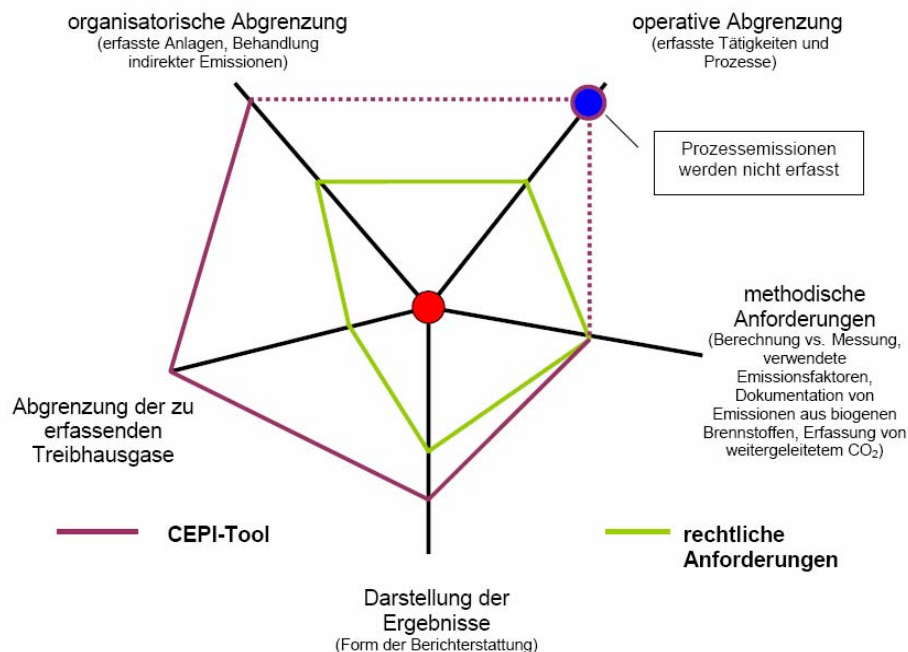 organisatorische Abgrenzung
(erfasste Anlagen, Behandlung
indirekter Emissionen)
operative Abgrenzung
(erfasste Tätigkeiten und
Prozesse)
Prozessemissionen
werden nicht erfasst
methodische
Anforderungen
(Berechnung vs. Messung,
verwendete
Emissionsfaktoren,
Dokumentation von
Emissionen aus biogenen
Brennstoffen, Erfassung von
weitergeleitetem CO₂)
Abgrenzung der zu
erfassenden
Treibhausgase
CEPI-Tool
rechtliche
Anforderungen
Darstellung der
Ergebnisse
(Form der Berichterstattung)